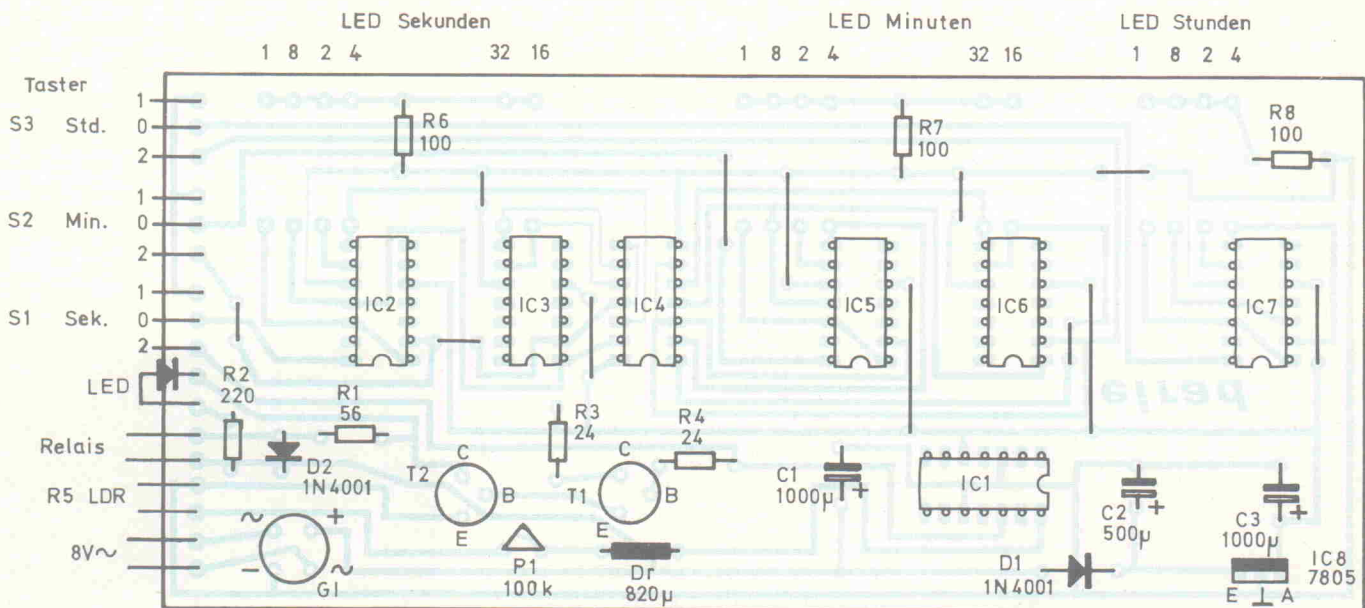 LED Sekunden LED Minuten LED Stunden
1 8 2 4 32 16 1 8 2 4 32 16 1 8 2 4
Taster
S3 Std. 1
0
2
S2 Min. 1
0
2
S1 Sek. 1
0
2
LED
Relais
R5 LDR
8V~
R6
100
R7
100
R8
100
IC2 IC3 IC4 IC5 IC6 IC7
R2
220
R1
56
R3
24
R4
24
D2
1N4001
T2 C B E
T1 C B E
C1
1000µ +
IC1
C2
500µ +
C3
1000µ +
~ + − ~
G1
P1
100k
Dr
820µ
D1
1N4001
IC8
7805
E ⊥ A
elrad